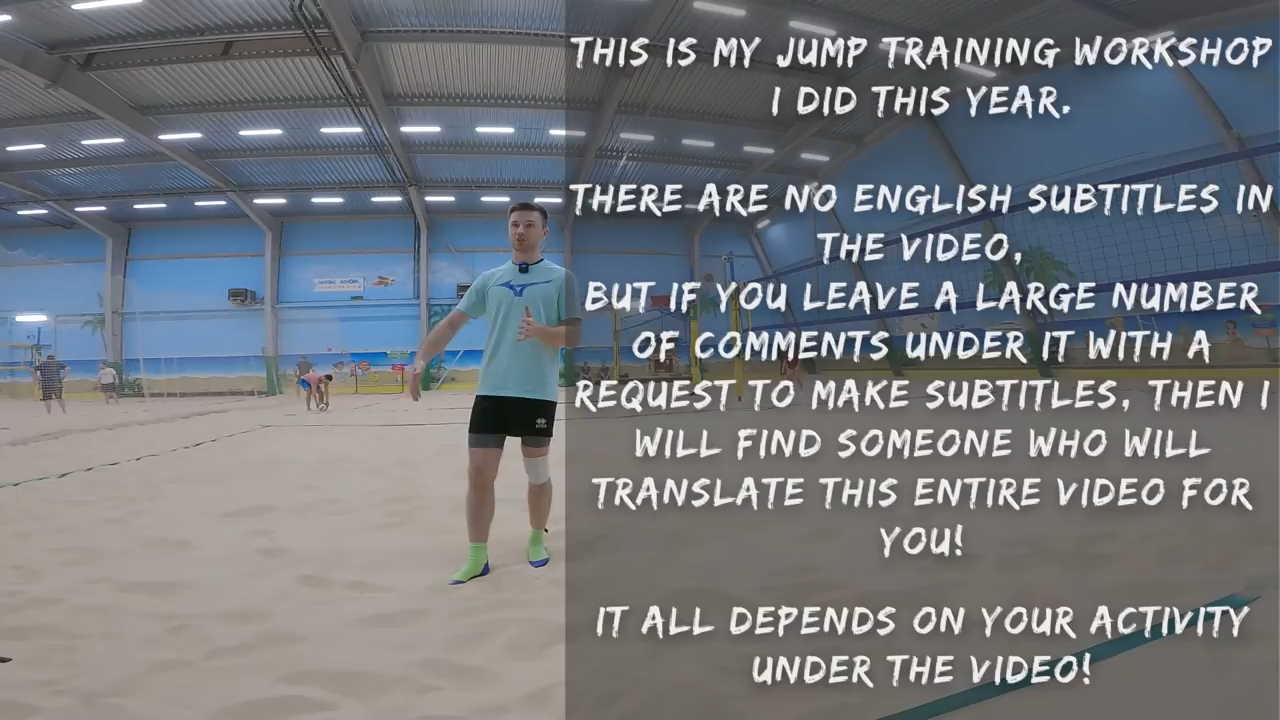 THIS IS MY JUMP TRAINING WORKSHOP
I DID THIS YEAR.
THERE ARE NO ENGLISH SUBTITLES IN
THE VIDEO,
BUT IF YOU LEAVE A LARGE NUMBER
OF COMMENTS UNDER IT WITH A
REQUEST TO MAKE SUBTITLES, THEN I
WILL FIND SOMEONE WHO WILL
TRANSLATE THIS ENTIRE VIDEO FOR
YOU!
IT ALL DEPENDS ON YOUR ACTIVITY
UNDER THE VIDEO!